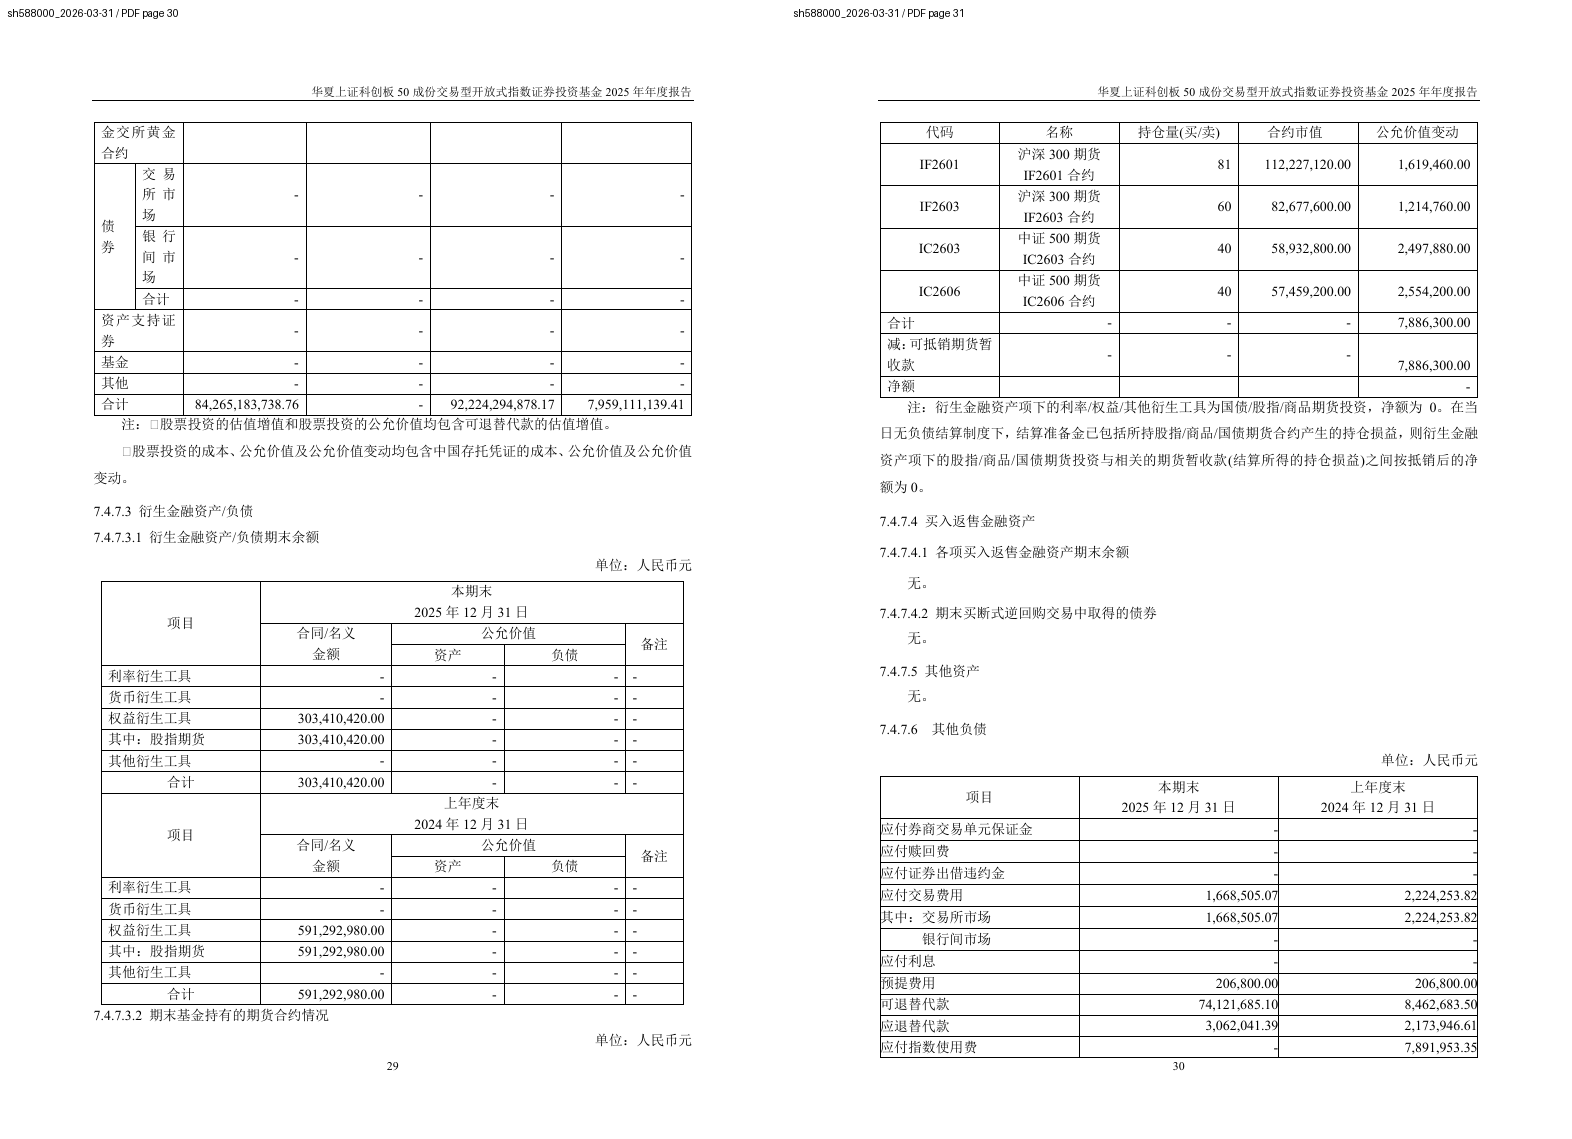 sh588000_2026-03-31 / PDF page 30
华夏上证科创板 50 成份交易型开放式指数证券投资基金 2025 年年度报告
金交所黄金
合约
债
券
交易
所市
场
- - - -
银行
间市
场
- - - -
合计 - - - -
资产支持证
券
- - - -
基金 - - - -
其他 - - - -
合计 84,265,183,738.76 - 92,224,294,878.17 7,959,111,139.41
注：□股票投资的估值增值和股票投资的公允价值均包含可退替代款的估值增值。
□股票投资的成本、公允价值及公允价值变动均包含中国存托凭证的成本、公允价值及公允价值
变动。
7.4.7.3 衍生金融资产/负债
7.4.7.3.1 衍生金融资产/负债期末余额
单位：人民币元
项目
本期末
2025 年 12 月 31 日
合同/名义
金额
公允价值
备注
资产 负债
利率衍生工具 - - - -
货币衍生工具 - - - -
权益衍生工具 303,410,420.00 - - -
其中：股指期货 303,410,420.00 - - -
其他衍生工具 - - - -
合计 303,410,420.00 - - -
项目
上年度末
2024 年 12 月 31 日
合同/名义
金额
公允价值
备注
资产 负债
利率衍生工具 - - - -
货币衍生工具 - - - -
权益衍生工具 591,292,980.00 - - -
其中：股指期货 591,292,980.00 - - -
其他衍生工具 - - - -
合计 591,292,980.00 - - -
7.4.7.3.2 期末基金持有的期货合约情况
单位：人民币元
29
sh588000_2026-03-31 / PDF page 31
华夏上证科创板 50 成份交易型开放式指数证券投资基金 2025 年年度报告
代码 名称 持仓量(买/卖) 合约市值 公允价值变动
IF2601 沪深 300 期货 IF2601 合约 81 112,227,120.00 1,619,460.00
IF2603 沪深 300 期货 IF2603 合约 60 82,677,600.00 1,214,760.00
IC2603 中证 500 期货 IC2603 合约 40 58,932,800.00 2,497,880.00
IC2606 中证 500 期货 IC2606 合约 40 57,459,200.00 2,554,200.00
合计 - - - 7,886,300.00
减：可抵销期货暂
收款 - - - 7,886,300.00
净额 -
注：衍生金融资产项下的利率/权益/其他衍生工具为国债/股指/商品期货投资，净额为 0。在当
日无负债结算制度下，结算准备金已包括所持股指/商品/国债期货合约产生的持仓损益，则衍生金融
资产项下的股指/商品/国债期货投资与相关的期货暂收款(结算所得的持仓损益)之间按抵销后的净
额为 0。
7.4.7.4 买入返售金融资产
7.4.7.4.1 各项买入返售金融资产期末余额
无。
7.4.7.4.2 期末买断式逆回购交易中取得的债券
无。
7.4.7.5 其他资产
无。
7.4.7.6 其他负债
单位：人民币元
项目
本期末
2025 年 12 月 31 日
上年度末
2024 年 12 月 31 日
应付券商交易单元保证金 - -
应付赎回费 - -
应付证券出借违约金 - -
应付交易费用 1,668,505.07 2,224,253.82
其中：交易所市场 1,668,505.07 2,224,253.82
银行间市场 - -
应付利息 - -
预提费用 206,800.00 206,800.00
可退替代款 74,121,685.10 8,462,683.50
应退替代款 3,062,041.39 2,173,946.61
应付指数使用费 - 7,891,953.35
30